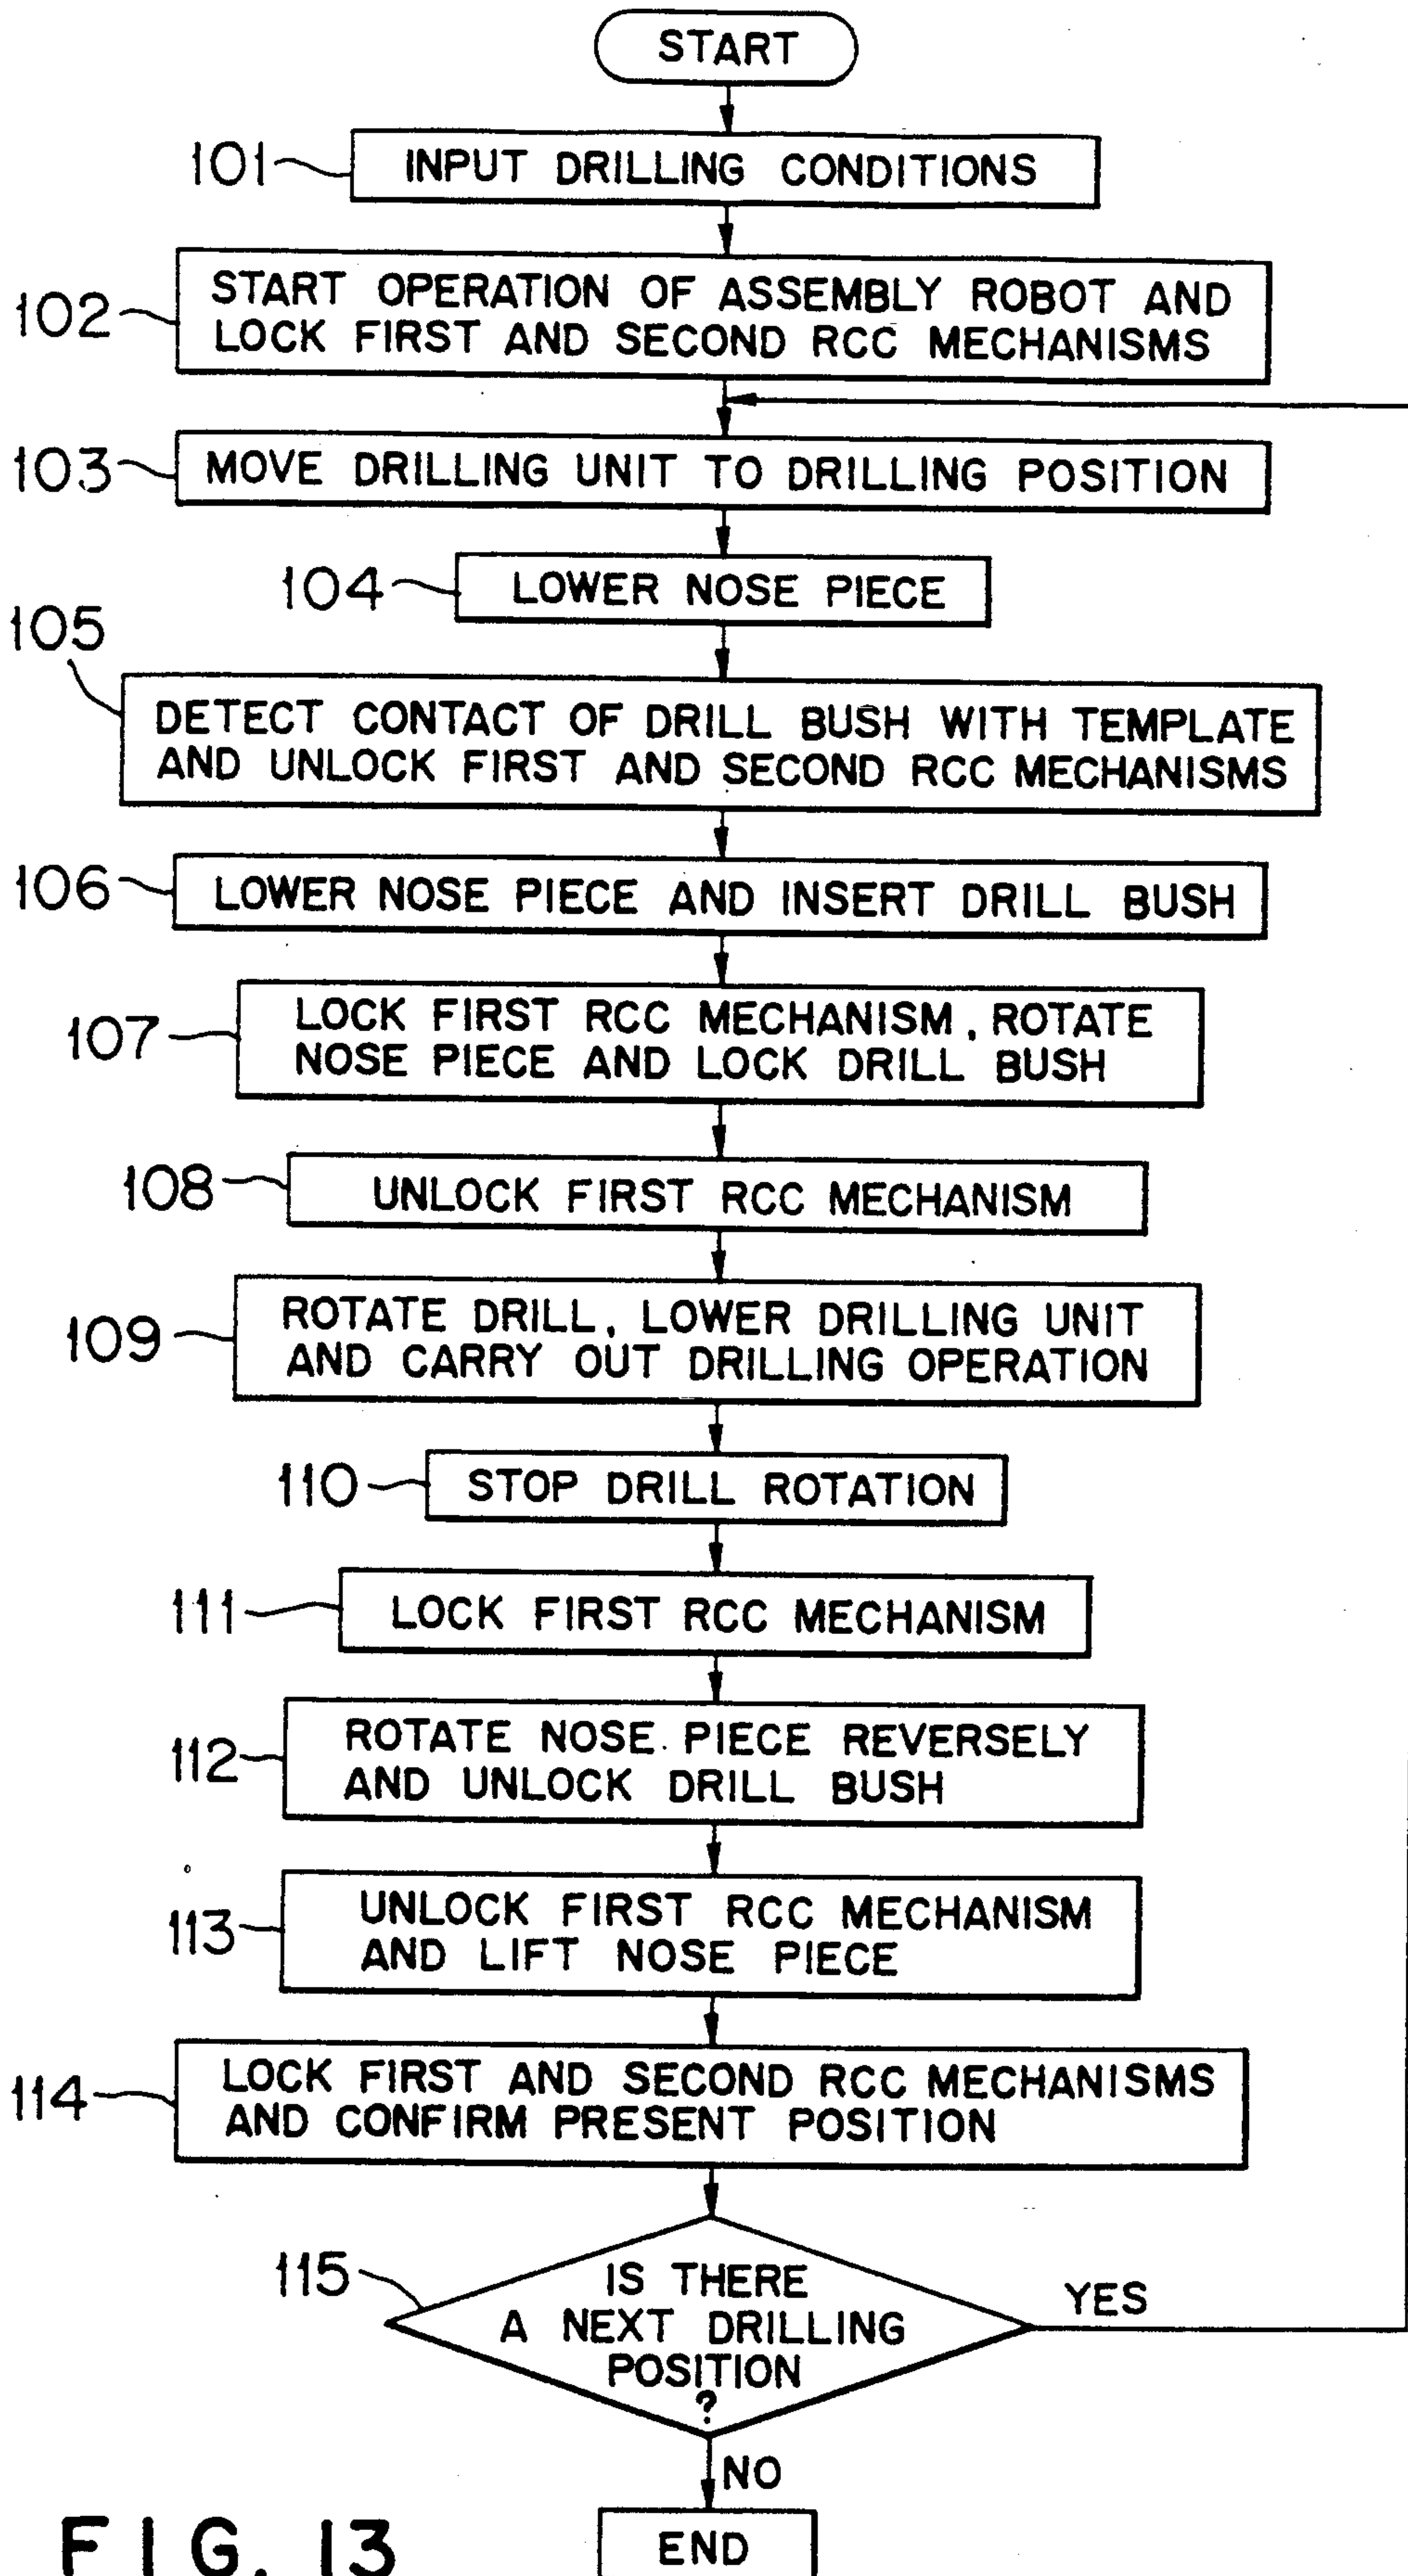 START
101
INPUT DRILLING CONDITIONS
102
START OPERATION OF ASSEMBLY ROBOT AND
LOCK FIRST AND SECOND RCC MECHANISMS
103
MOVE DRILLING UNIT TO DRILLING POSITION
104
LOWER NOSE PIECE
105
DETECT CONTACT OF DRILL BUSH WITH TEMPLATE
AND UNLOCK FIRST AND SECOND RCC MECHANISMS
106
LOWER NOSE PIECE AND INSERT DRILL BUSH
107
LOCK FIRST RCC MECHANISM, ROTATE
NOSE PIECE AND LOCK DRILL BUSH
108
UNLOCK FIRST RCC MECHANISM
109
ROTATE DRILL, LOWER DRILLING UNIT
AND CARRY OUT DRILLING OPERATION
110
STOP DRILL ROTATION
111
LOCK FIRST RCC MECHANISM
112
ROTATE NOSE PIECE REVERSELY
AND UNLOCK DRILL BUSH
113
UNLOCK FIRST RCC MECHANISM
AND LIFT NOSE PIECE
114
LOCK FIRST AND SECOND RCC MECHANISMS
AND CONFIRM PRESENT POSITION
115
IS THERE
A NEXT DRILLING
POSITION
?
YES
NO
END
FIG. 13